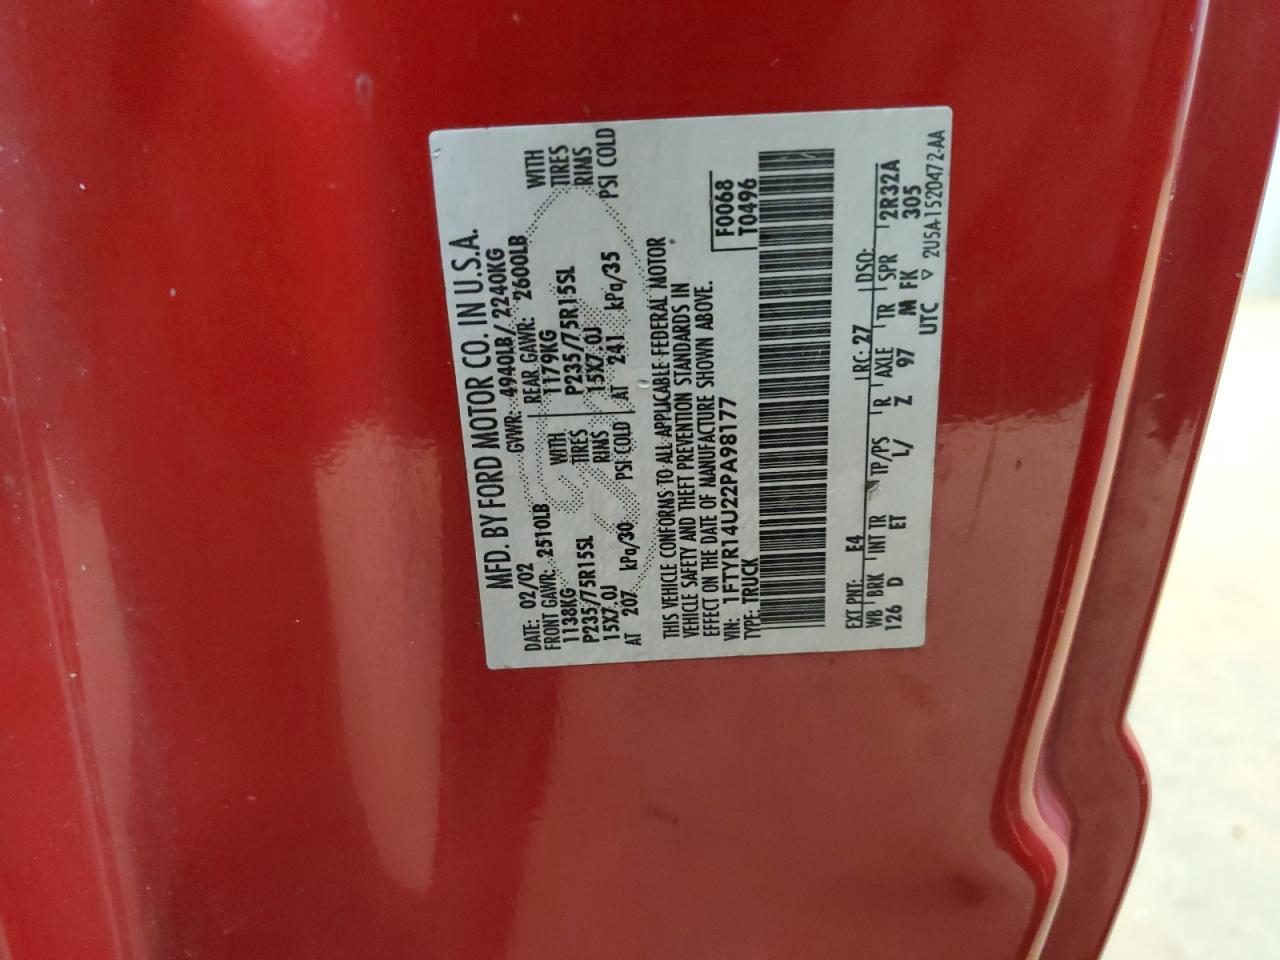 MFD. BY FORD MOTOR CO. IN U.S.A.
DATE: 02/02 GVWR: 4940LB/2240KG
FRONT GAWR: 2510LB REAR GAWR: 2600LB
1138KG WITH 1179KG WITH
P235/75R15SL TIRES P235/75R15SL TIRES
15X7.0J RIMS 15X7.0J RIMS
AT 207 kPa/30 PSI COLD AT 241 kPa/35 PSI COLD
THIS VEHICLE CONFORMS TO ALL APPLICABLE FEDERAL MOTOR
VEHICLE SAFETY AND THEFT PREVENTION STANDARDS IN
EFFECT ON THE DATE OF MANUFACTURE SHOWN ABOVE.
VIN: 1FTYR14U22PA98177 F0068
TYPE: TRUCK T0496
EXT PNT: E4 RC: 27 DSO:
WB BRK INT TR TP/PS R AXLE TR SPR 2R32A
126 D ET L/ Z 97 M FK 305
UTC ▽ 2U5A-1520472-AA